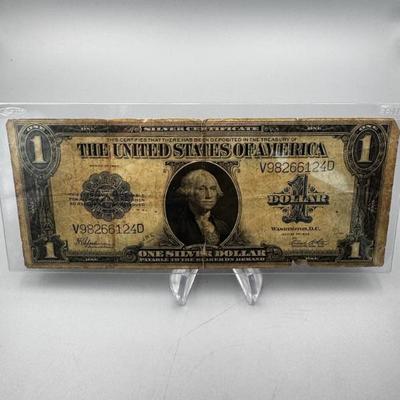 SILVER CERTIFICATE
THIS CERTIFIES THAT THERE HAS BEEN DEPOSITED IN THE TREASURY OF
THE UNITED STATES OF AMERICA
1
1
V98266124D
V98266124D
DOLLAR
WASHINGTON, D.C.
ONE SILVER DOLLAR
PAYABLE TO THE BEARER ON DEMAND
1
1
ONE
ONE